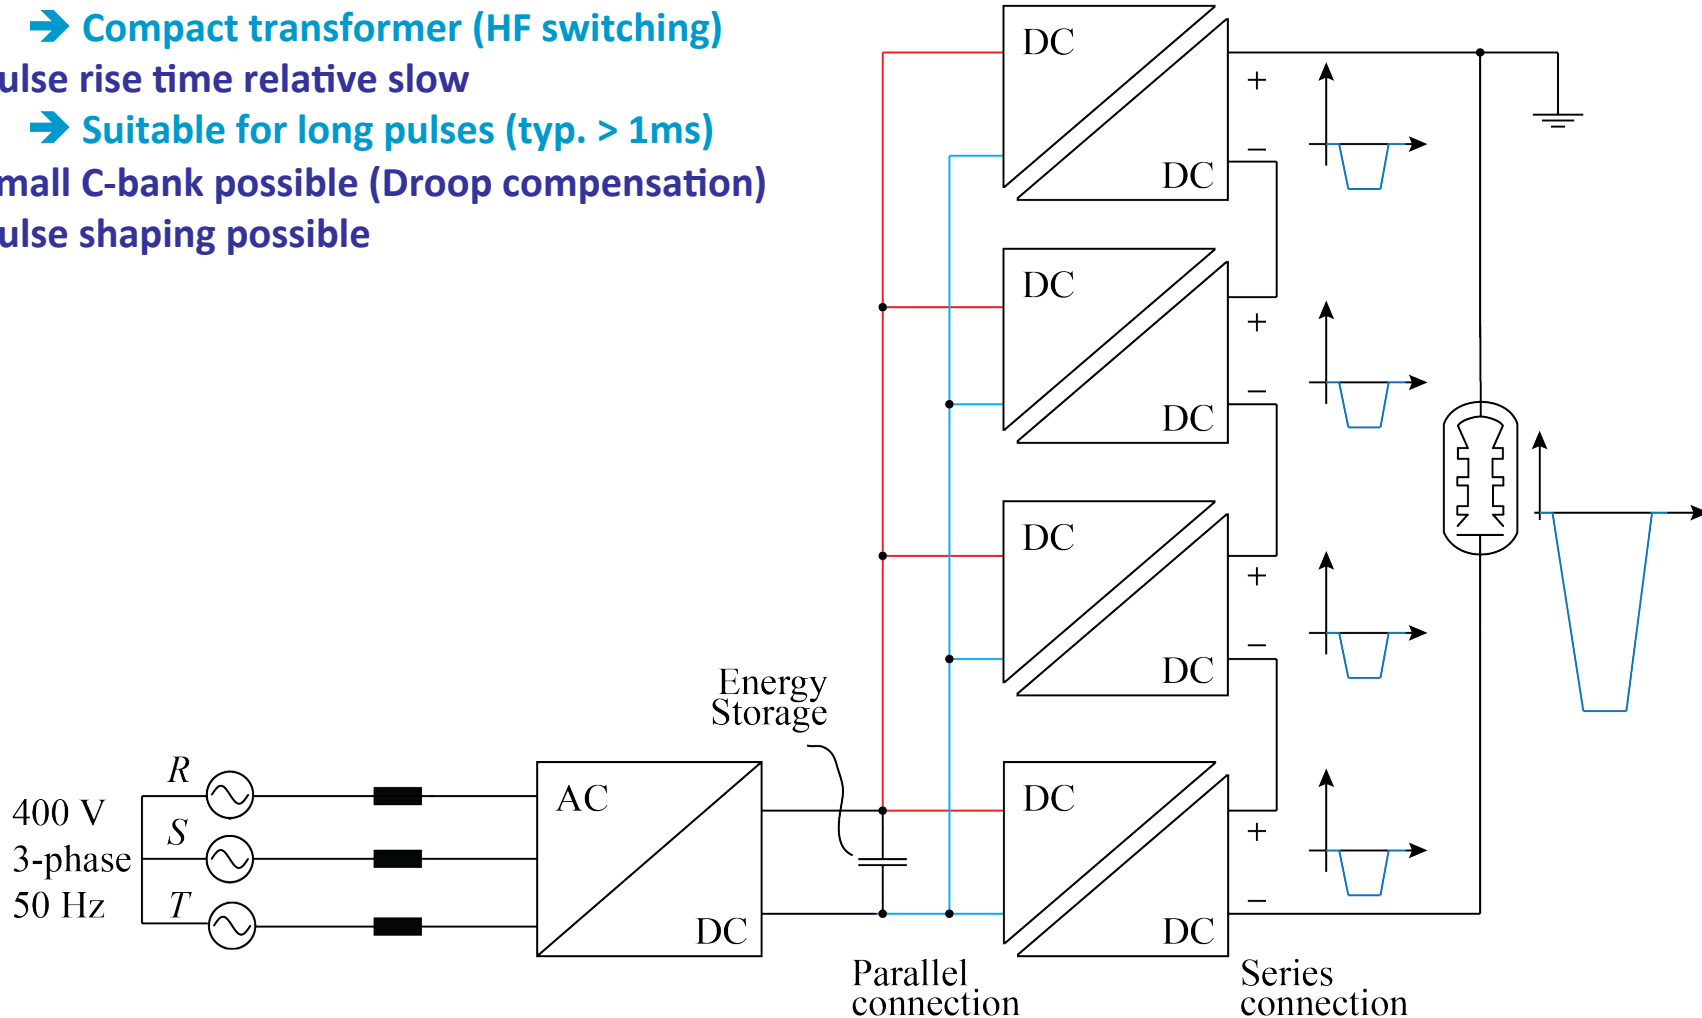 ➔ Compact transformer (HF switching)
ulse rise time relative slow
➔ Suitable for long pulses (typ. > 1ms)
mall C-bank possible (Droop compensation)
ulse shaping possible
DC
+
−
DC
DC
+
−
DC
DC
+
−
DC
Energy
Storage
R
400 V
S
3-phase
50 Hz
T
AC
DC
DC
+
−
DC
Parallel
connection
Series
connection